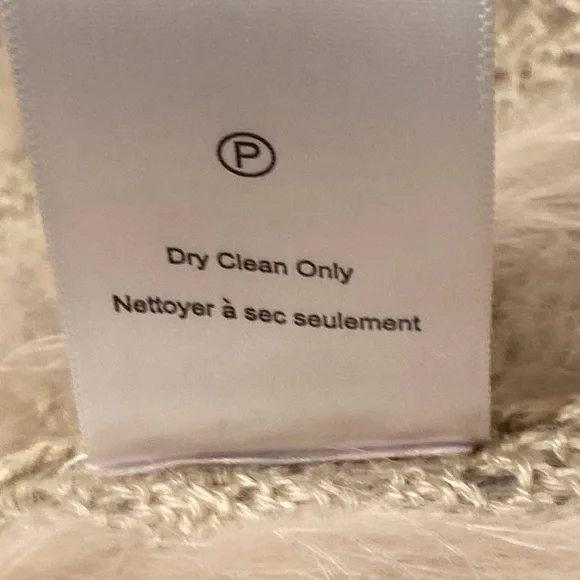 P
Dry Clean Only
Nettoyer à sec seulement